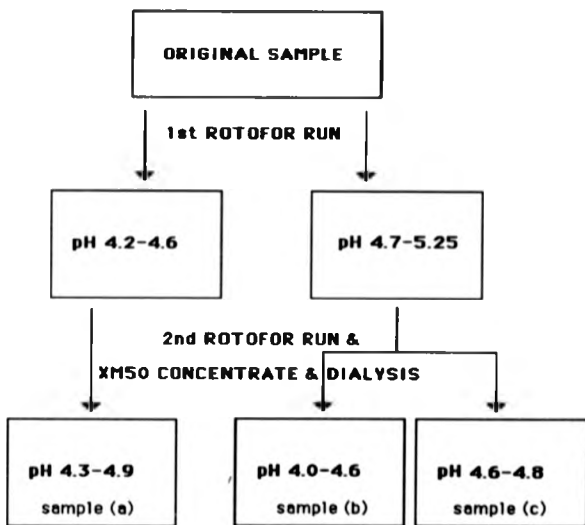 ORIGINAL SAMPLE
1st ROTOFOR RUN
pH 4.2-4.6
pH 4.7-5.25
2nd ROTOFOR RUN &
XM50 CONCENTRATE & DIALYSIS
pH 4.3-4.9
sample (a)
pH 4.0-4.6
sample (b)
pH 4.6-4.8
sample (c)